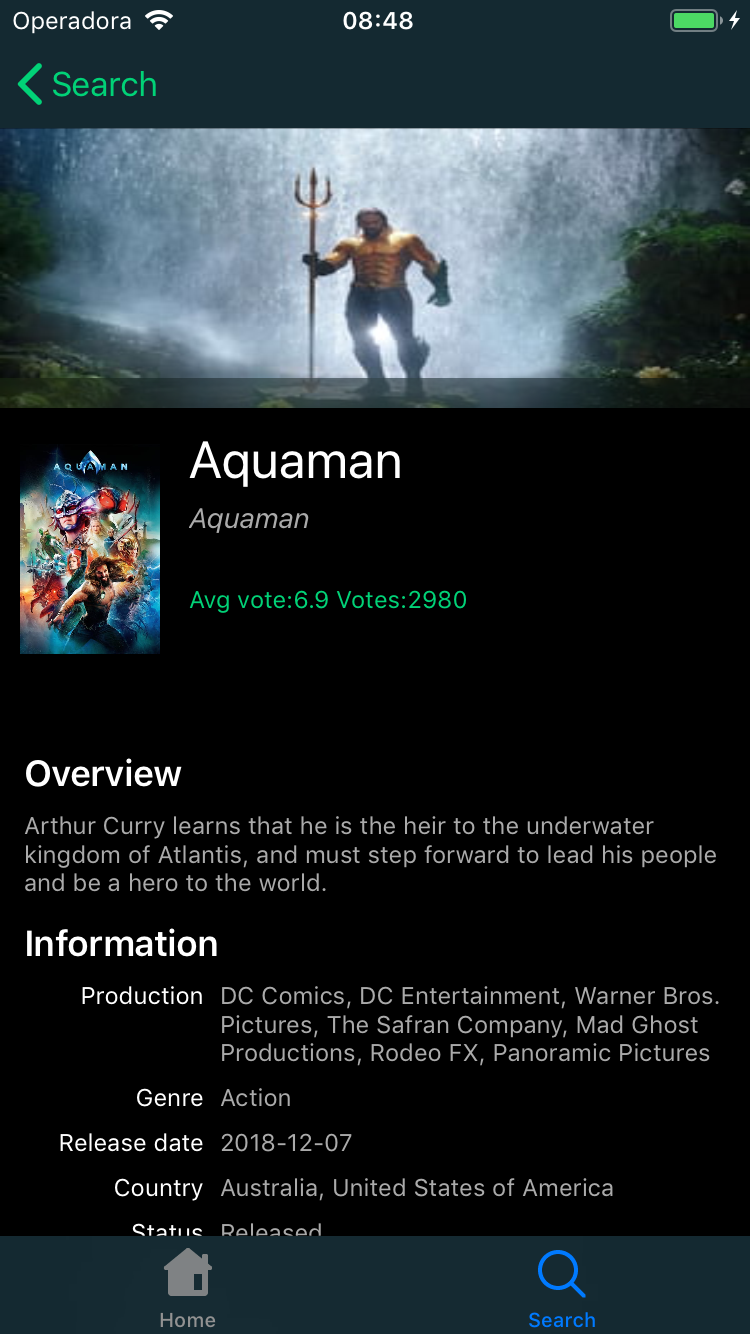 Operadora
08:48
Search
AQUAMAN
Aquaman
Aquaman
Avg vote:6.9 Votes:2980
Overview
Arthur Curry learns that he is the heir to the underwater
kingdom of Atlantis, and must step forward to lead his people
and be a hero to the world.
Information
Production DC Comics, DC Entertainment, Warner Bros.
Pictures, The Safran Company, Mad Ghost
Productions, Rodeo FX, Panoramic Pictures
Genre Action
Release date 2018-12-07
Country Australia, United States of America
Status Released
Home
Search